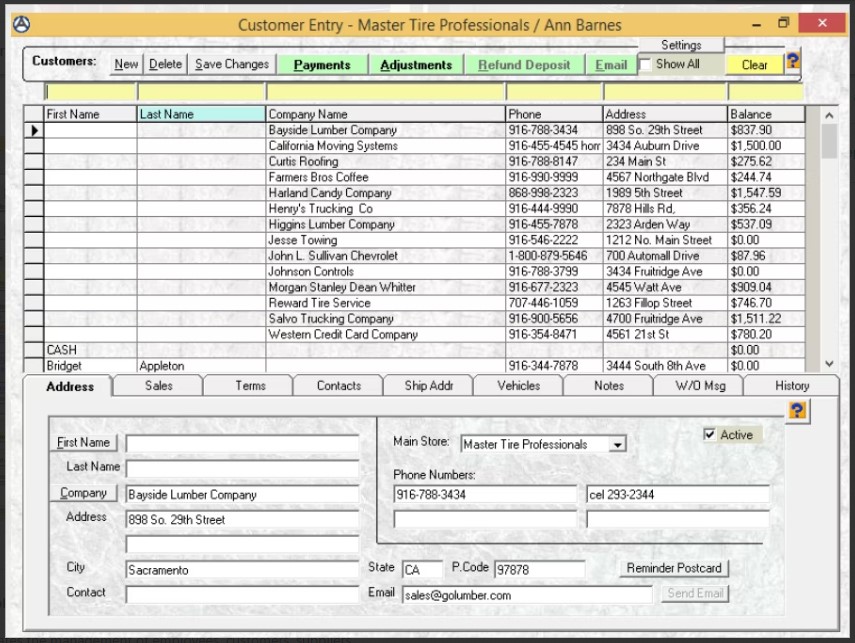 Customer Entry - Master Tire Professionals / Ann Barnes
Settings
Customers: New Delete Save Changes Payments Adjustments Refund Deposit Email Show All Clear ?
First Name Last Name Company Name Phone Address Balance
Bayside Lumber Company 916-788-3434 898 So. 29th Street $837.90
California Moving Systems 916-455-4545 hom 3434 Auburn Drive $1,500.00
Curtis Roofing 916-788-8147 234 Main St $275.62
Farmers Bros Coffee 916-990-9999 4567 Northgate Blvd $244.74
Harland Candy Company 868-998-2323 1989 5th Street $1,547.59
Henry's Trucking Co 916-444-9990 7878 Hills Rd, $356.24
Higgins Lumber Company 916-455-7878 2323 Arden Way $537.09
Jesse Towing 916-546-2222 1212 No. Main Street $0.00
John L. Sullivan Chevrolet 1-800-879-5646 700 Automall Drive $87.96
Johnson Controls 916-788-3799 3434 Fruitridge Ave $0.00
Morgan Stanley Dean Whitter 916-677-2323 4545 Watt Ave $909.04
Reward Tire Service 707-446-1059 1263 Fillop Street $746.70
Salvo Trucking Company 916-900-5656 4700 Fruitridge Ave $1,511.22
Western Credit Card Company 916-354-8471 4561 21st St $780.20
CASH $0.00
Bridget Appleton 916-344-7878 3444 South 8th Ave $0.00
Address Sales Terms Contacts Ship Addr Vehicles Notes W/O Msg History
?
First Name Main Store: Master Tire Professionals Active
Last Name Phone Numbers:
Company Bayside Lumber Company 916-788-3434 cel 293-2344
Address 898 So. 29th Street
City Sacramento State CA P.Code 97878 Reminder Postcard
Contact Email sales@golumber.com Send Email